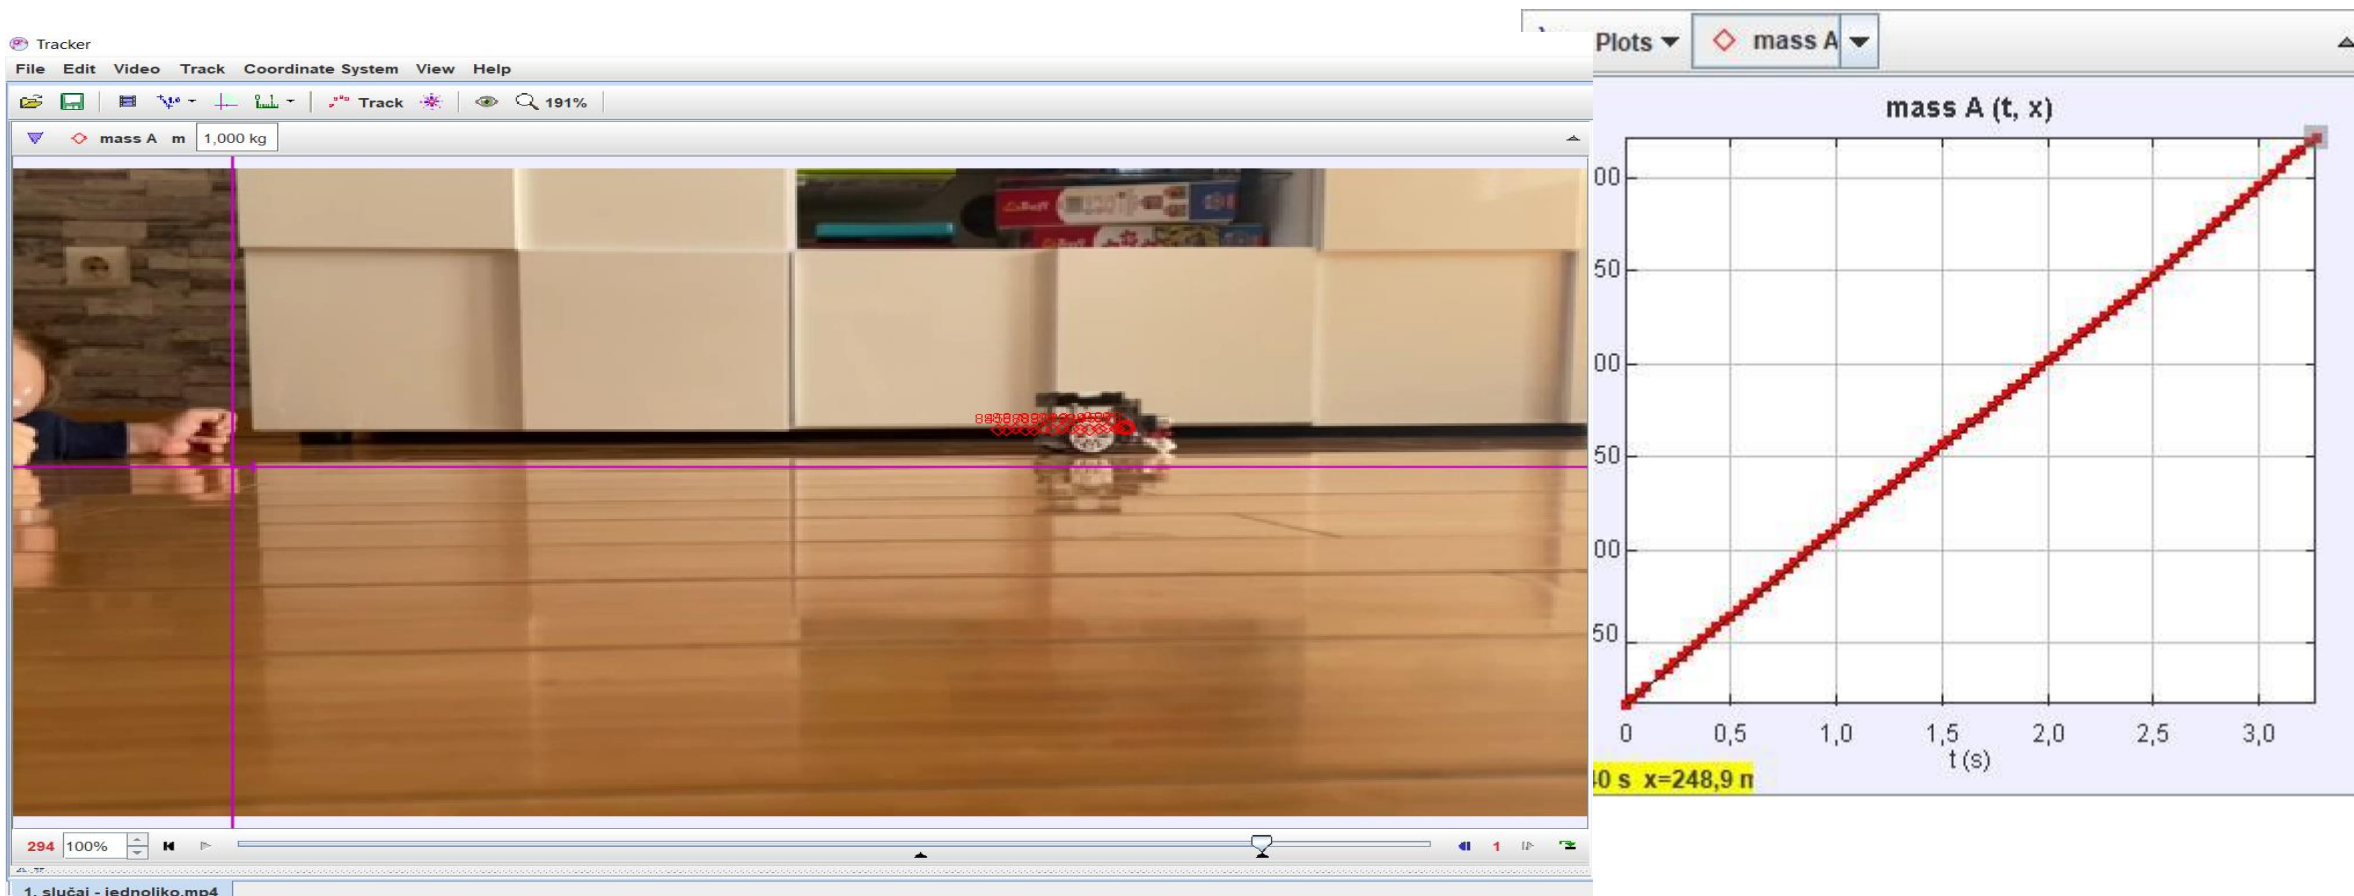 Tracker
File Edit Video Track Coordinate System View Help
Track 191%
mass A m 1,000 kg
294 100% 1
1. slučaj - jednoliko.mp4
Plots mass A
mass A (t, x)
00
50
00
50
00
50
0 0,5 1,0 1,5 2,0 2,5 3,0
t (s)
0 s x=248,9